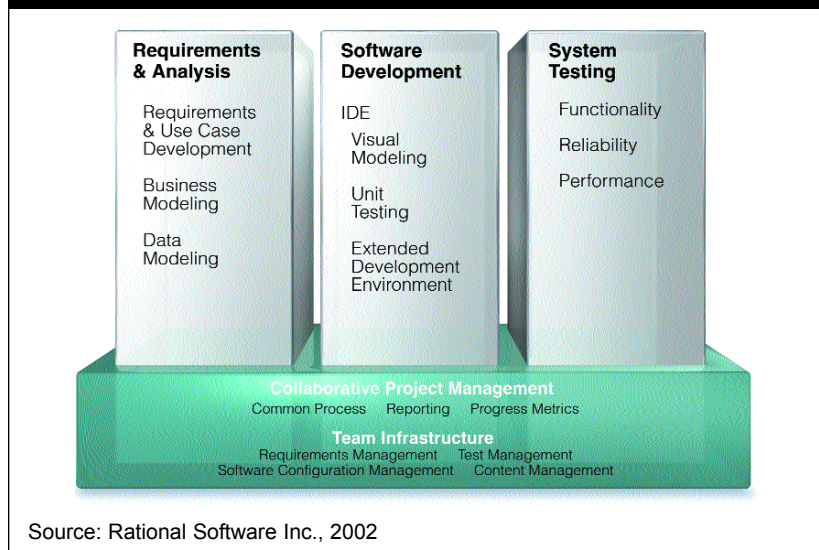 Requirements
& Analysis
Requirements
& Use Case
Development
Business
Modeling
Data
Modeling
Software
Development
IDE
Visual
Modeling
Unit
Testing
Extended
Development
Environment
System
Testing
Functionality
Reliability
Performance
Collaborative Project Management
Common Process Reporting Progress Metrics
Team Infrastructure
Requirements Management Test Management
Software Configuration Management Content Management
Source: Rational Software Inc., 2002